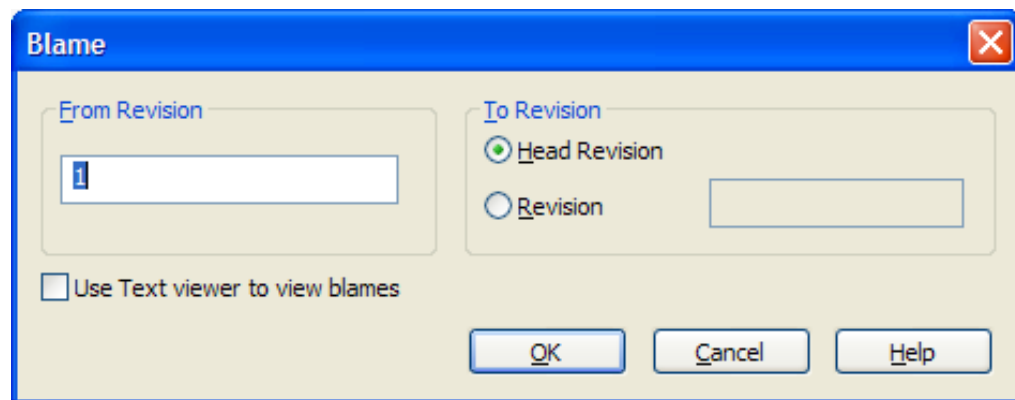 Blame
From Revision
1
To Revision
Head Revision
Revision
Use Text viewer to view blames
OK
Cancel
Help